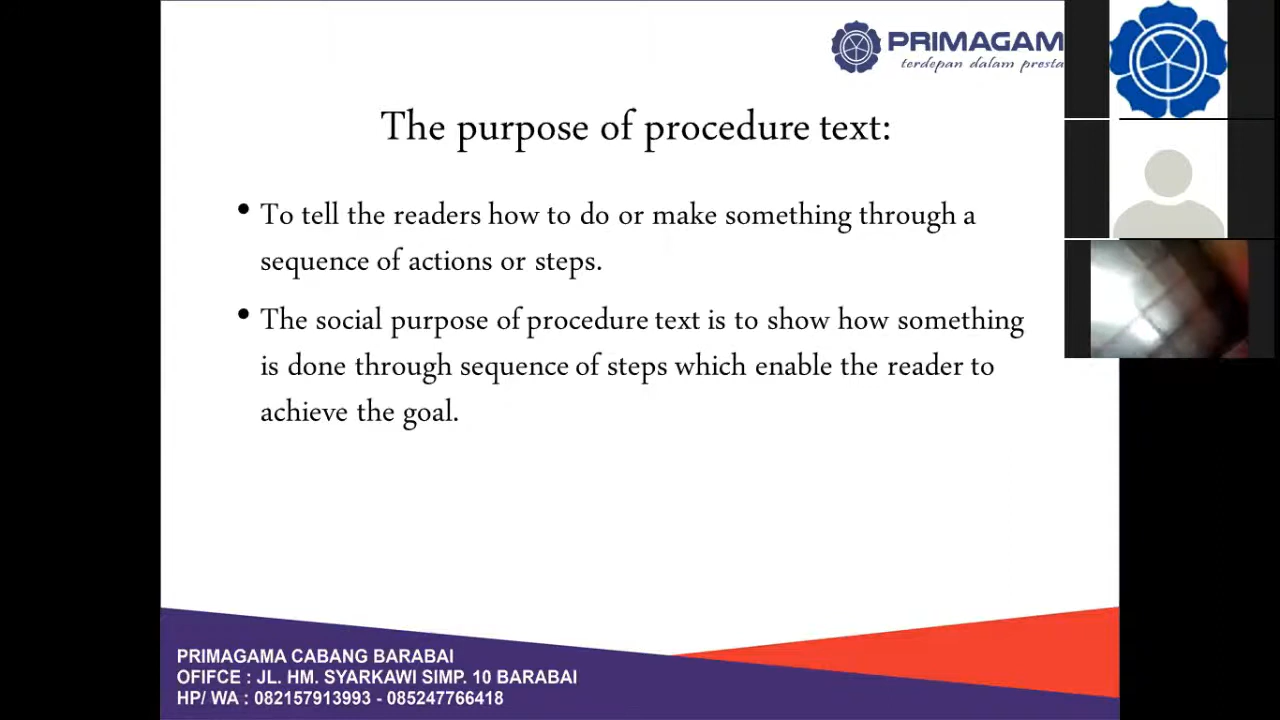 PRIMAGAM
terdepan dalam presta
The purpose of procedure text:
• To tell the readers how to do or make something through a
sequence of actions or steps.
• The social purpose of procedure text is to show how something
is done through sequence of steps which enable the reader to
achieve the goal.
PRIMAGAMA CABANG BARABAI
OFIFCE : JL. HM. SYARKAWI SIMP. 10 BARABAI
HP/ WA : 082157913993 - 085247766418